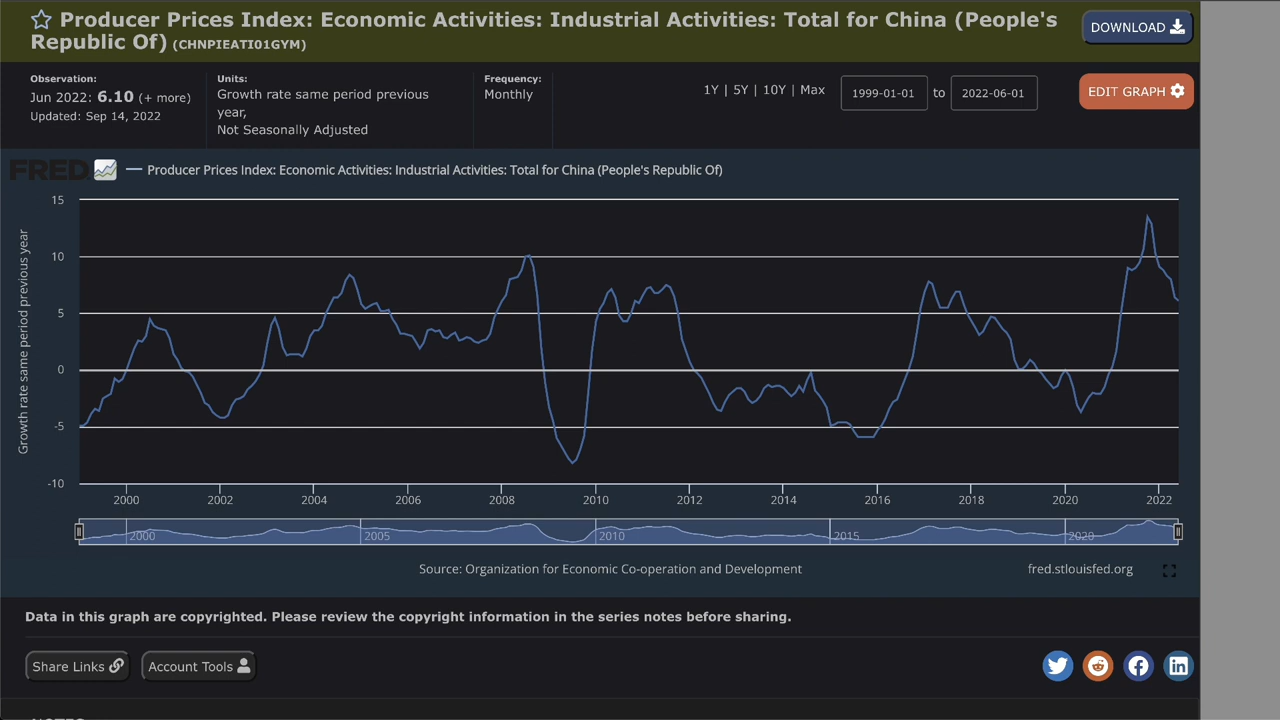 Producer Prices Index: Economic Activities: Industrial Activities: Total for China (People's
Republic Of) (CHNPIEATI01GYM)
DOWNLOAD
Observation:
Jun 2022: 6.10 (+ more)
Updated: Sep 14, 2022
Units:
Growth rate same period previous
year,
Not Seasonally Adjusted
Frequency:
Monthly
1Y | 5Y | 10Y | Max
1999-01-01 to 2022-06-01
EDIT GRAPH
FRED
Producer Prices Index: Economic Activities: Industrial Activities: Total for China (People's Republic Of)
Growth rate same period previous year
15
10
5
0
-5
-10
2000 2002 2004 2006 2008 2010 2012 2014 2016 2018 2020 2022
2000 2005 2010 2015 2020
Source: Organization for Economic Co-operation and Development
fred.stlouisfed.org
Data in this graph are copyrighted. Please review the copyright information in the series notes before sharing.
Share Links
Account Tools
NOTES